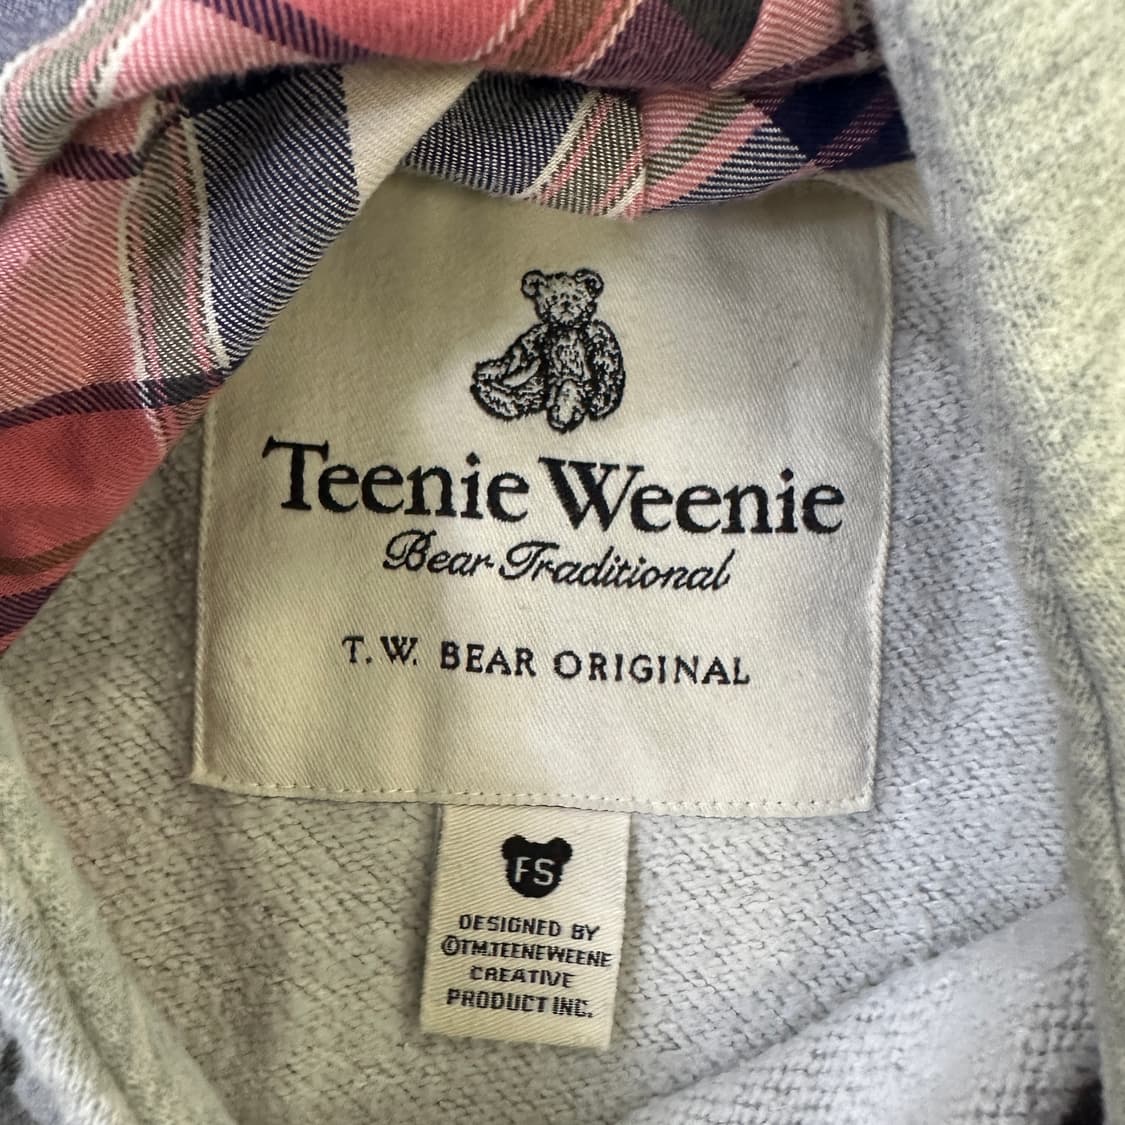 Teenie Weenie
Bear Traditional
T. W. BEAR ORIGINAL
FS
DESIGNED BY
©TM.TEENEWEENE
CREATIVE
PRODUCT INC.